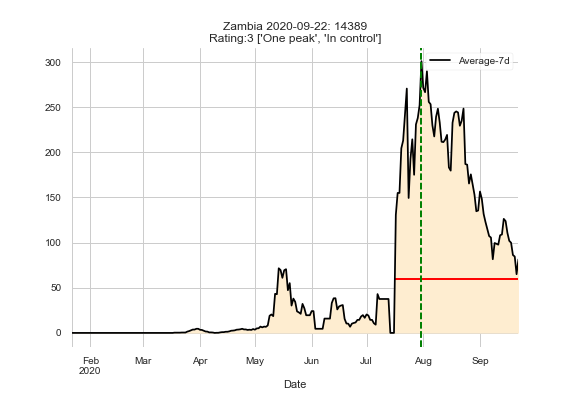 Zambia 2020-09-22: 14389
Rating:3 ['One peak', 'In control']
Average-7d
300
250
200
150
100
50
0
Feb Mar Apr May Jun Jul Aug Sep
2020
Date